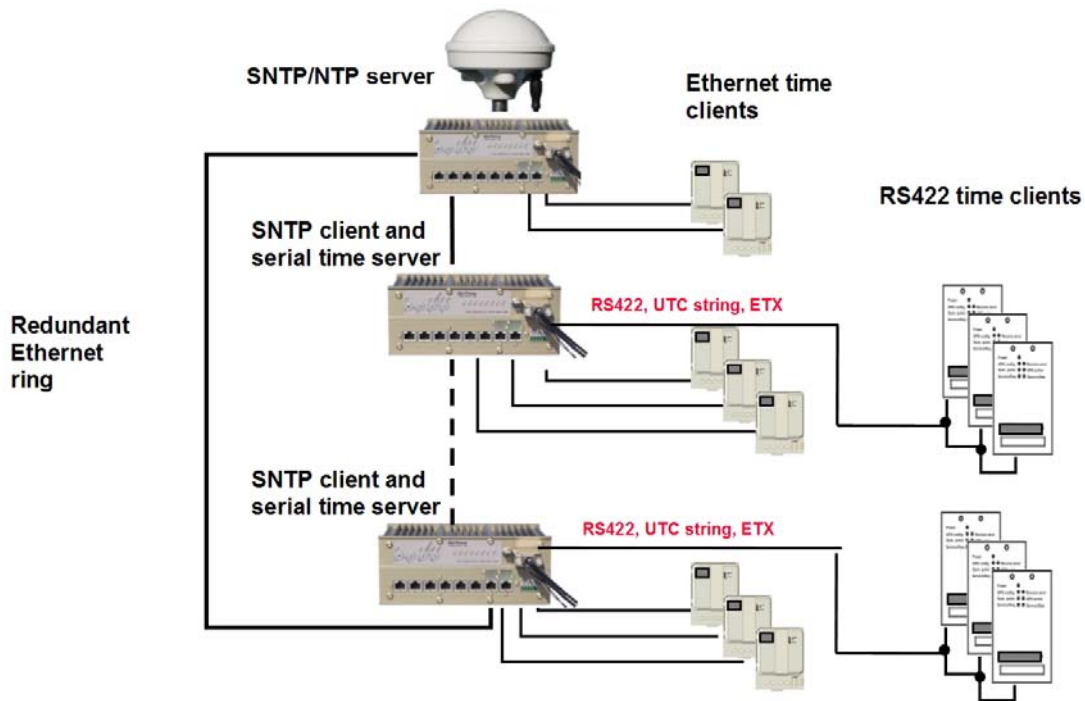 SNTP/NTP server
Ethernet time
clients
RS422 time clients
SNTP client and
serial time server
RS422, UTC string, ETX
Redundant
Ethernet
ring
SNTP client and
serial time server
RS422, UTC string, ETX